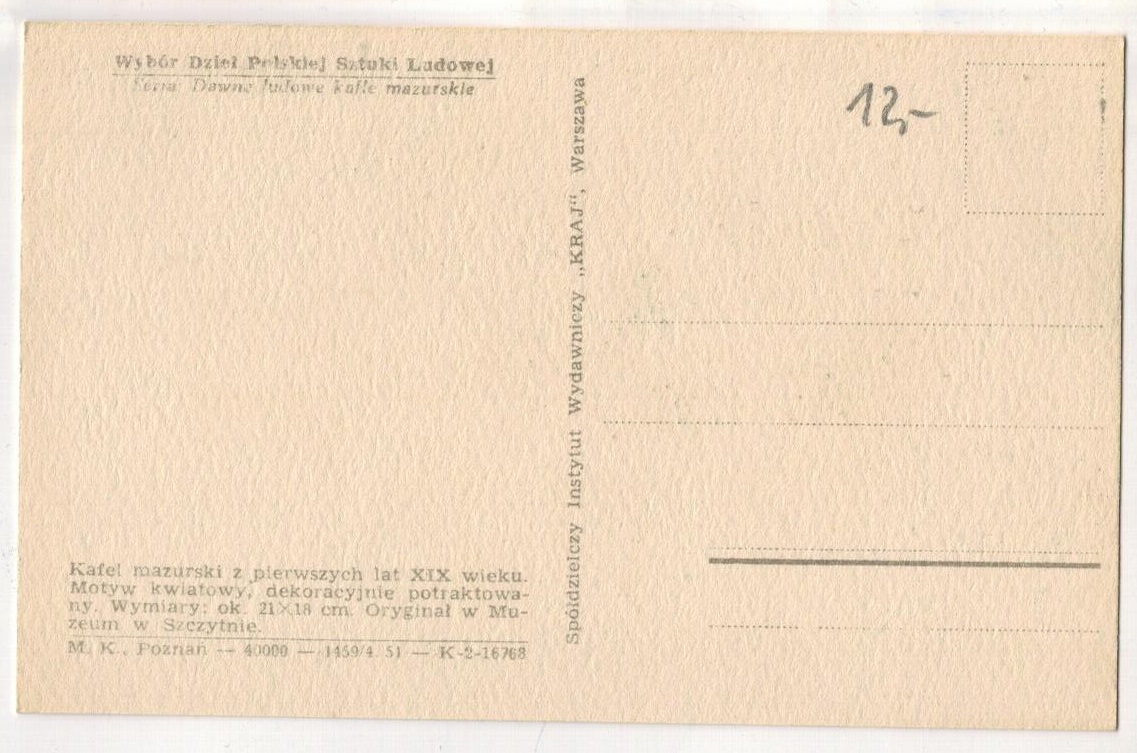 Wybór Dzieł Polskiej Sztuki Ludowej
Seria: Dawne ludowe kafle mazurskie
12,-
Spółdzielczy Instytut Wydawniczy „KRAJ“, Warszawa
Kafel mazurski z pierwszych lat XIX wieku.
Motyw kwiatowy, dekoracyjnie potraktowa-
ny. Wymiary: ok. 21×18 cm. Oryginał w Mu-
zeum w Szczytnie.
M. K., Poznań — 40000 — 1459/4. 51 — K-2-16768